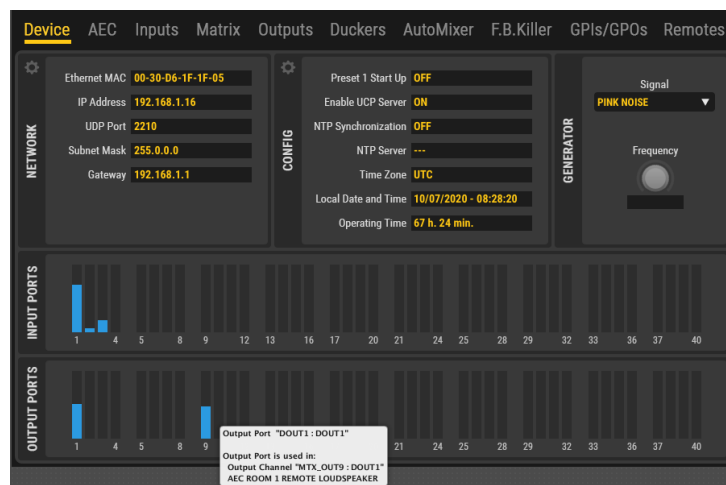 Device AEC Inputs Matrix Outputs Duckers AutoMixer F.B.Killer GPIs/GPOs Remotes
NETWORK
Ethernet MAC 00-30-D6-1F-1F-05
IP Address 192.168.1.16
UDP Port 2210
Subnet Mask 255.0.0.0
Gateway 192.168.1.1
CONFIG
Preset 1 Start Up OFF
Enable UCP Server ON
NTP Synchronization OFF
NTP Server ---
Time Zone UTC
Local Date and Time 10/07/2020 - 08:28:20
Operating Time 67 h. 24 min.
GENERATOR
Signal
PINK NOISE
Frequency
INPUT PORTS
1 4 5 8 9 12 13 16 17 20 21 24 25 28 29 32 33 36 37 40
OUTPUT PORTS
1 4 5 8 9 21 24 25 28 29 32 33 36 37 40
Output Port "DOUT1 : DOUT1"
Output Port is used in:
Output Channel "MTX_OUT9 : DOUT1"
AEC ROOM 1 REMOTE LOUDSPEAKER